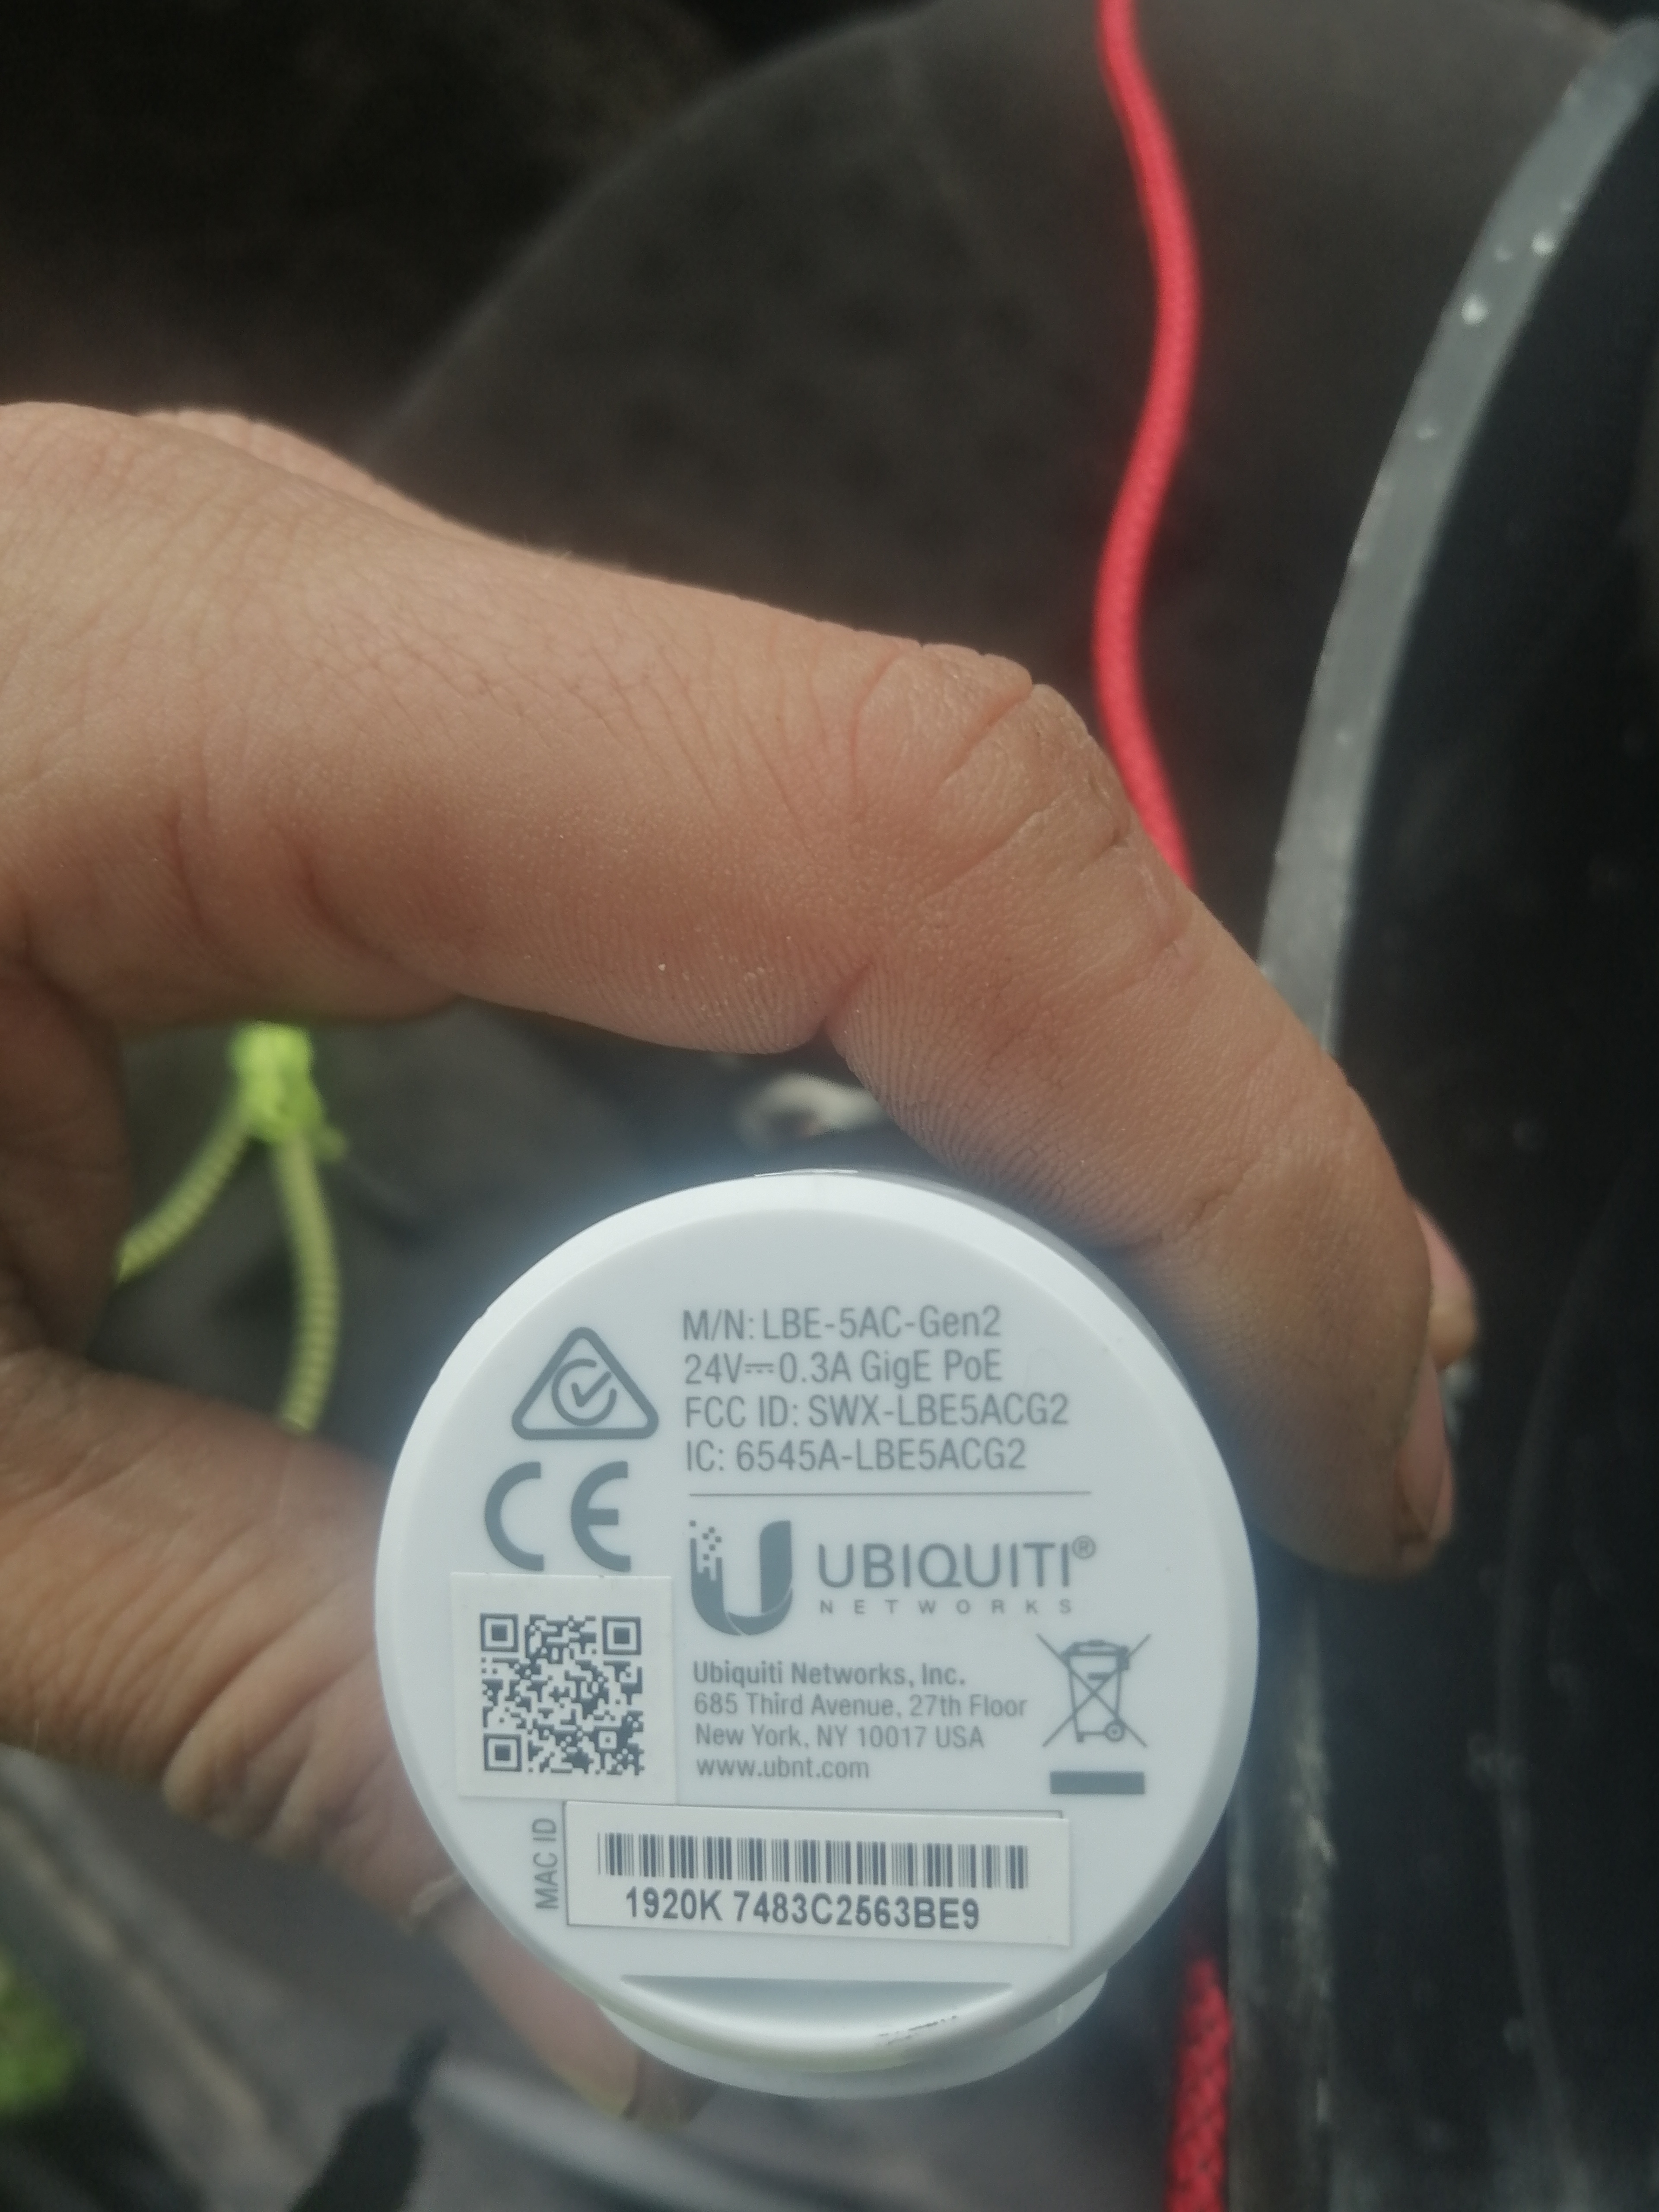 M/N: LBE-5AC-Gen2
24V⎓0.3A GigE PoE
FCC ID: SWX-LBE5ACG2
IC: 6545A-LBE5ACG2
CE
UBIQUITI®
NETWORKS
Ubiquiti Networks, Inc.
685 Third Avenue, 27th Floor
New York, NY 10017 USA
www.ubnt.com
MAC ID
1920K 7483C2563BE9